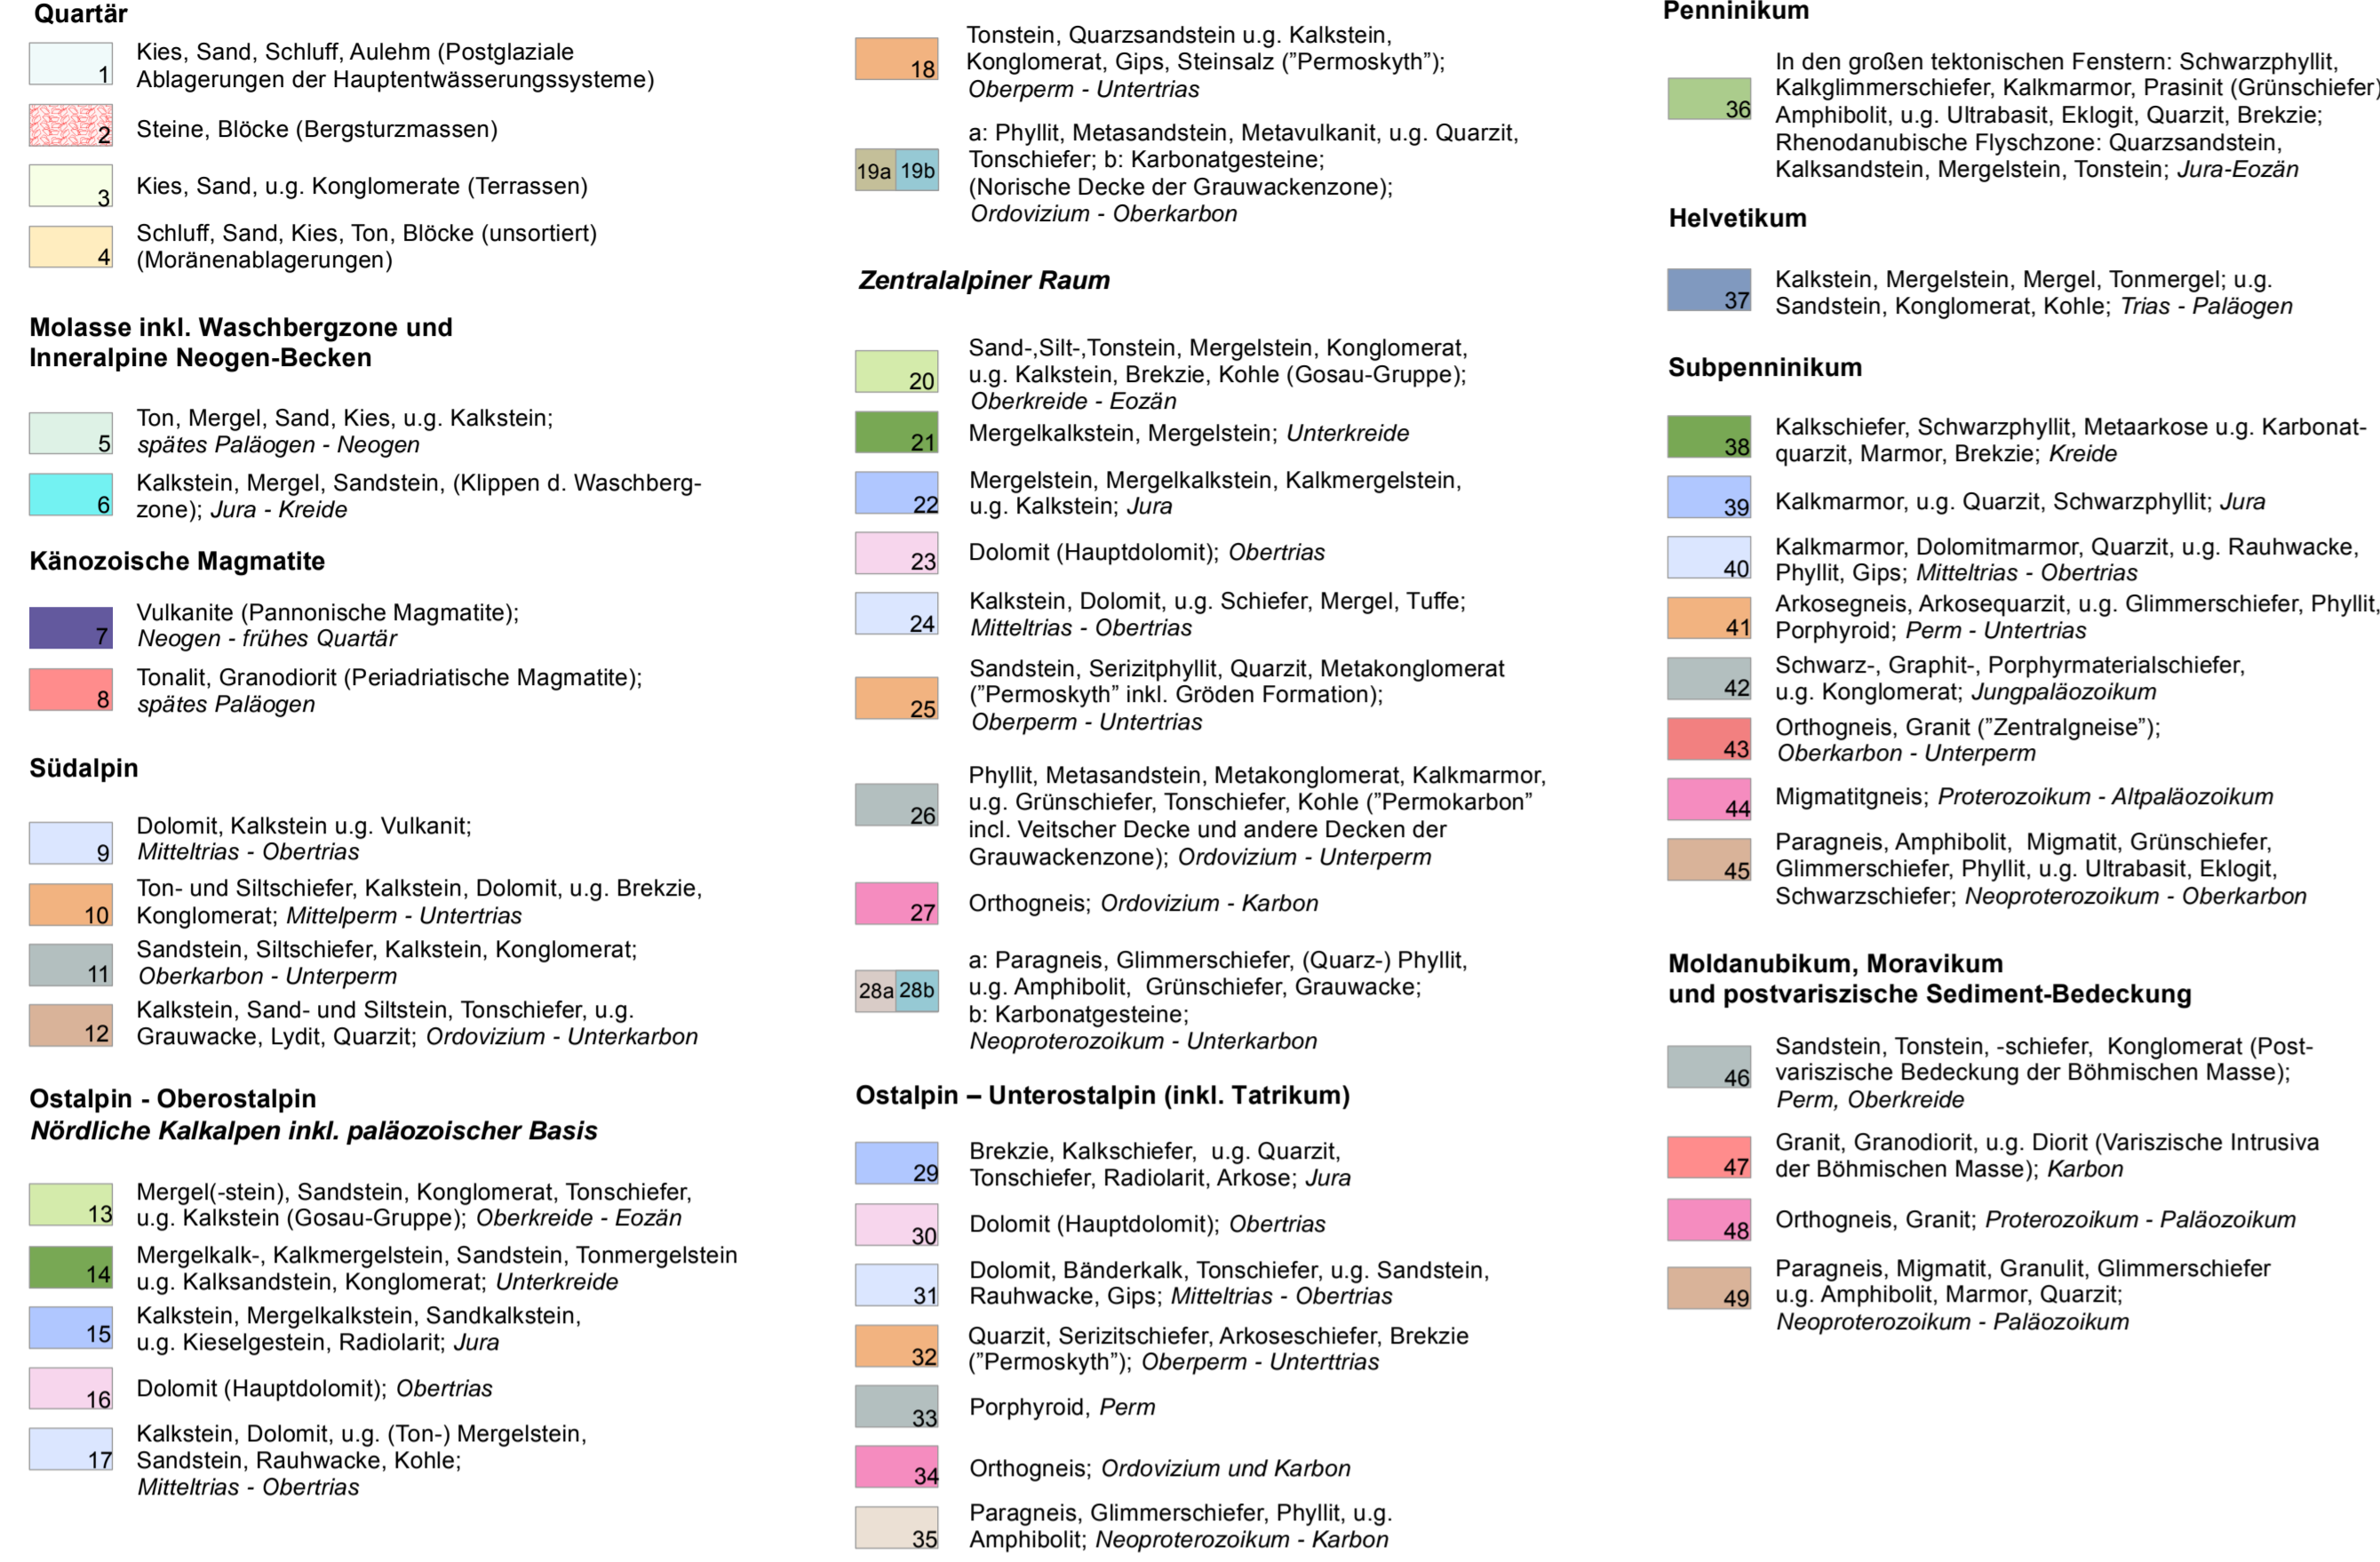 Quartär
1
Kies, Sand, Schluff, Aulehm (Postglaziale
Ablagerungen der Hauptentwässerungssysteme)
2
Steine, Blöcke (Bergsturzmassen)
3
Kies, Sand, u.g. Konglomerate (Terrassen)
4
Schluff, Sand, Kies, Ton, Blöcke (unsortiert)
(Moränenablagerungen)
Molasse inkl. Waschbergzone und
Inneralpine Neogen-Becken
5
Ton, Mergel, Sand, Kies, u.g. Kalkstein;
spätes Paläogen - Neogen
6
Kalkstein, Mergel, Sandstein, (Klippen d. Waschberg-
zone); Jura - Kreide
Känozoische Magmatite
7
Vulkanite (Pannonische Magmatite);
Neogen - frühes Quartär
8
Tonalit, Granodiorit (Periadriatische Magmatite);
spätes Paläogen
Südalpin
9
Dolomit, Kalkstein u.g. Vulkanit;
Mitteltrias - Obertrias
10
Ton- und Siltschiefer, Kalkstein, Dolomit, u.g. Brekzie,
Konglomerat; Mittelperm - Untertrias
11
Sandstein, Siltschiefer, Kalkstein, Konglomerat;
Oberkarbon - Unterperm
12
Kalkstein, Sand- und Siltstein, Tonschiefer, u.g.
Grauwacke, Lydit, Quarzit; Ordovizium - Unterkarbon
Ostalpin - Oberostalpin
Nördliche Kalkalpen inkl. paläozoischer Basis
13
Mergel(-stein), Sandstein, Konglomerat, Tonschiefer,
u.g. Kalkstein (Gosau-Gruppe); Oberkreide - Eozän
14
Mergelkalk-, Kalkmergelstein, Sandstein, Tonmergelstein
u.g. Kalksandstein, Konglomerat; Unterkreide
15
Kalkstein, Mergelkalkstein, Sandkalkstein,
u.g. Kieselgestein, Radiolarit; Jura
16
Dolomit (Hauptdolomit); Obertrias
17
Kalkstein, Dolomit, u.g. (Ton-) Mergelstein,
Sandstein, Rauhwacke, Kohle;
Mitteltrias - Obertrias
18
Tonstein, Quarzsandstein u.g. Kalkstein,
Konglomerat, Gips, Steinsalz ("Permoskyth");
Oberperm - Untertrias
19a 19b
a: Phyllit, Metasandstein, Metavulkanit, u.g. Quarzit,
Tonschiefer; b: Karbonatgesteine;
(Norische Decke der Grauwackenzone);
Ordovizium - Oberkarbon
Zentralalpiner Raum
20
Sand-,Silt-,Tonstein, Mergelstein, Konglomerat,
u.g. Kalkstein, Brekzie, Kohle (Gosau-Gruppe);
Oberkreide - Eozän
21
Mergelkalkstein, Mergelstein; Unterkreide
22
Mergelstein, Mergelkalkstein, Kalkmergelstein,
u.g. Kalkstein; Jura
23
Dolomit (Hauptdolomit); Obertrias
24
Kalkstein, Dolomit, u.g. Schiefer, Mergel, Tuffe;
Mitteltrias - Obertrias
25
Sandstein, Serizitphyllit, Quarzit, Metakonglomerat
("Permoskyth" inkl. Gröden Formation);
Oberperm - Untertrias
26
Phyllit, Metasandstein, Metakonglomerat, Kalkmarmor,
u.g. Grünschiefer, Tonschiefer, Kohle ("Permokarbon"
incl. Veitscher Decke und andere Decken der
Grauwackenzone); Ordovizium - Unterperm
27
Orthogneis; Ordovizium - Karbon
28a 28b
a: Paragneis, Glimmerschiefer, (Quarz-) Phyllit,
u.g. Amphibolit, Grünschiefer, Grauwacke;
b: Karbonatgesteine;
Neoproterozoikum - Unterkarbon
Ostalpin – Unterostalpin (inkl. Tatrikum)
29
Brekzie, Kalkschiefer, u.g. Quarzit,
Tonschiefer, Radiolarit, Arkose; Jura
30
Dolomit (Hauptdolomit); Obertrias
31
Dolomit, Bänderkalk, Tonschiefer, u.g. Sandstein,
Rauhwacke, Gips; Mitteltrias - Obertrias
32
Quarzit, Serizitschiefer, Arkoseschiefer, Brekzie
("Permoskyth"); Oberperm - Unterttrias
33
Porphyroid, Perm
34
Orthogneis; Ordovizium und Karbon
35
Paragneis, Glimmerschiefer, Phyllit, u.g.
Amphibolit; Neoproterozoikum - Karbon
Penninikum
36
In den großen tektonischen Fenstern: Schwarzphyllit,
Kalkglimmerschiefer, Kalkmarmor, Prasinit (Grünschiefer)
Amphibolit, u.g. Ultrabasit, Eklogit, Quarzit, Brekzie;
Rhenodanubische Flyschzone: Quarzsandstein,
Kalksandstein, Mergelstein, Tonstein; Jura-Eozän
Helvetikum
37
Kalkstein, Mergelstein, Mergel, Tonmergel; u.g.
Sandstein, Konglomerat, Kohle; Trias - Paläogen
Subpenninikum
38
Kalkschiefer, Schwarzphyllit, Metaarkose u.g. Karbonat-
quarzit, Marmor, Brekzie; Kreide
39
Kalkmarmor, u.g. Quarzit, Schwarzphyllit; Jura
40
Kalkmarmor, Dolomitmarmor, Quarzit, u.g. Rauhwacke,
Phyllit, Gips; Mitteltrias - Obertrias
41
Arkosegneis, Arkosequarzit, u.g. Glimmerschiefer, Phyllit,
Porphyroid; Perm - Untertrias
42
Schwarz-, Graphit-, Porphyrmaterialschiefer,
u.g. Konglomerat; Jungpaläozoikum
43
Orthogneis, Granit ("Zentralgneise");
Oberkarbon - Unterperm
44
Migmatitgneis; Proterozoikum - Altpaläozoikum
45
Paragneis, Amphibolit, Migmatit, Grünschiefer,
Glimmerschiefer, Phyllit, u.g. Ultrabasit, Eklogit,
Schwarzschiefer; Neoproterozoikum - Oberkarbon
Moldanubikum, Moravikum
und postvariszische Sediment-Bedeckung
46
Sandstein, Tonstein, -schiefer, Konglomerat (Post-
variszische Bedeckung der Böhmischen Masse);
Perm, Oberkreide
47
Granit, Granodiorit, u.g. Diorit (Variszische Intrusiva
der Böhmischen Masse); Karbon
48
Orthogneis, Granit; Proterozoikum - Paläozoikum
49
Paragneis, Migmatit, Granulit, Glimmerschiefer
u.g. Amphibolit, Marmor, Quarzit;
Neoproterozoikum - Paläozoikum